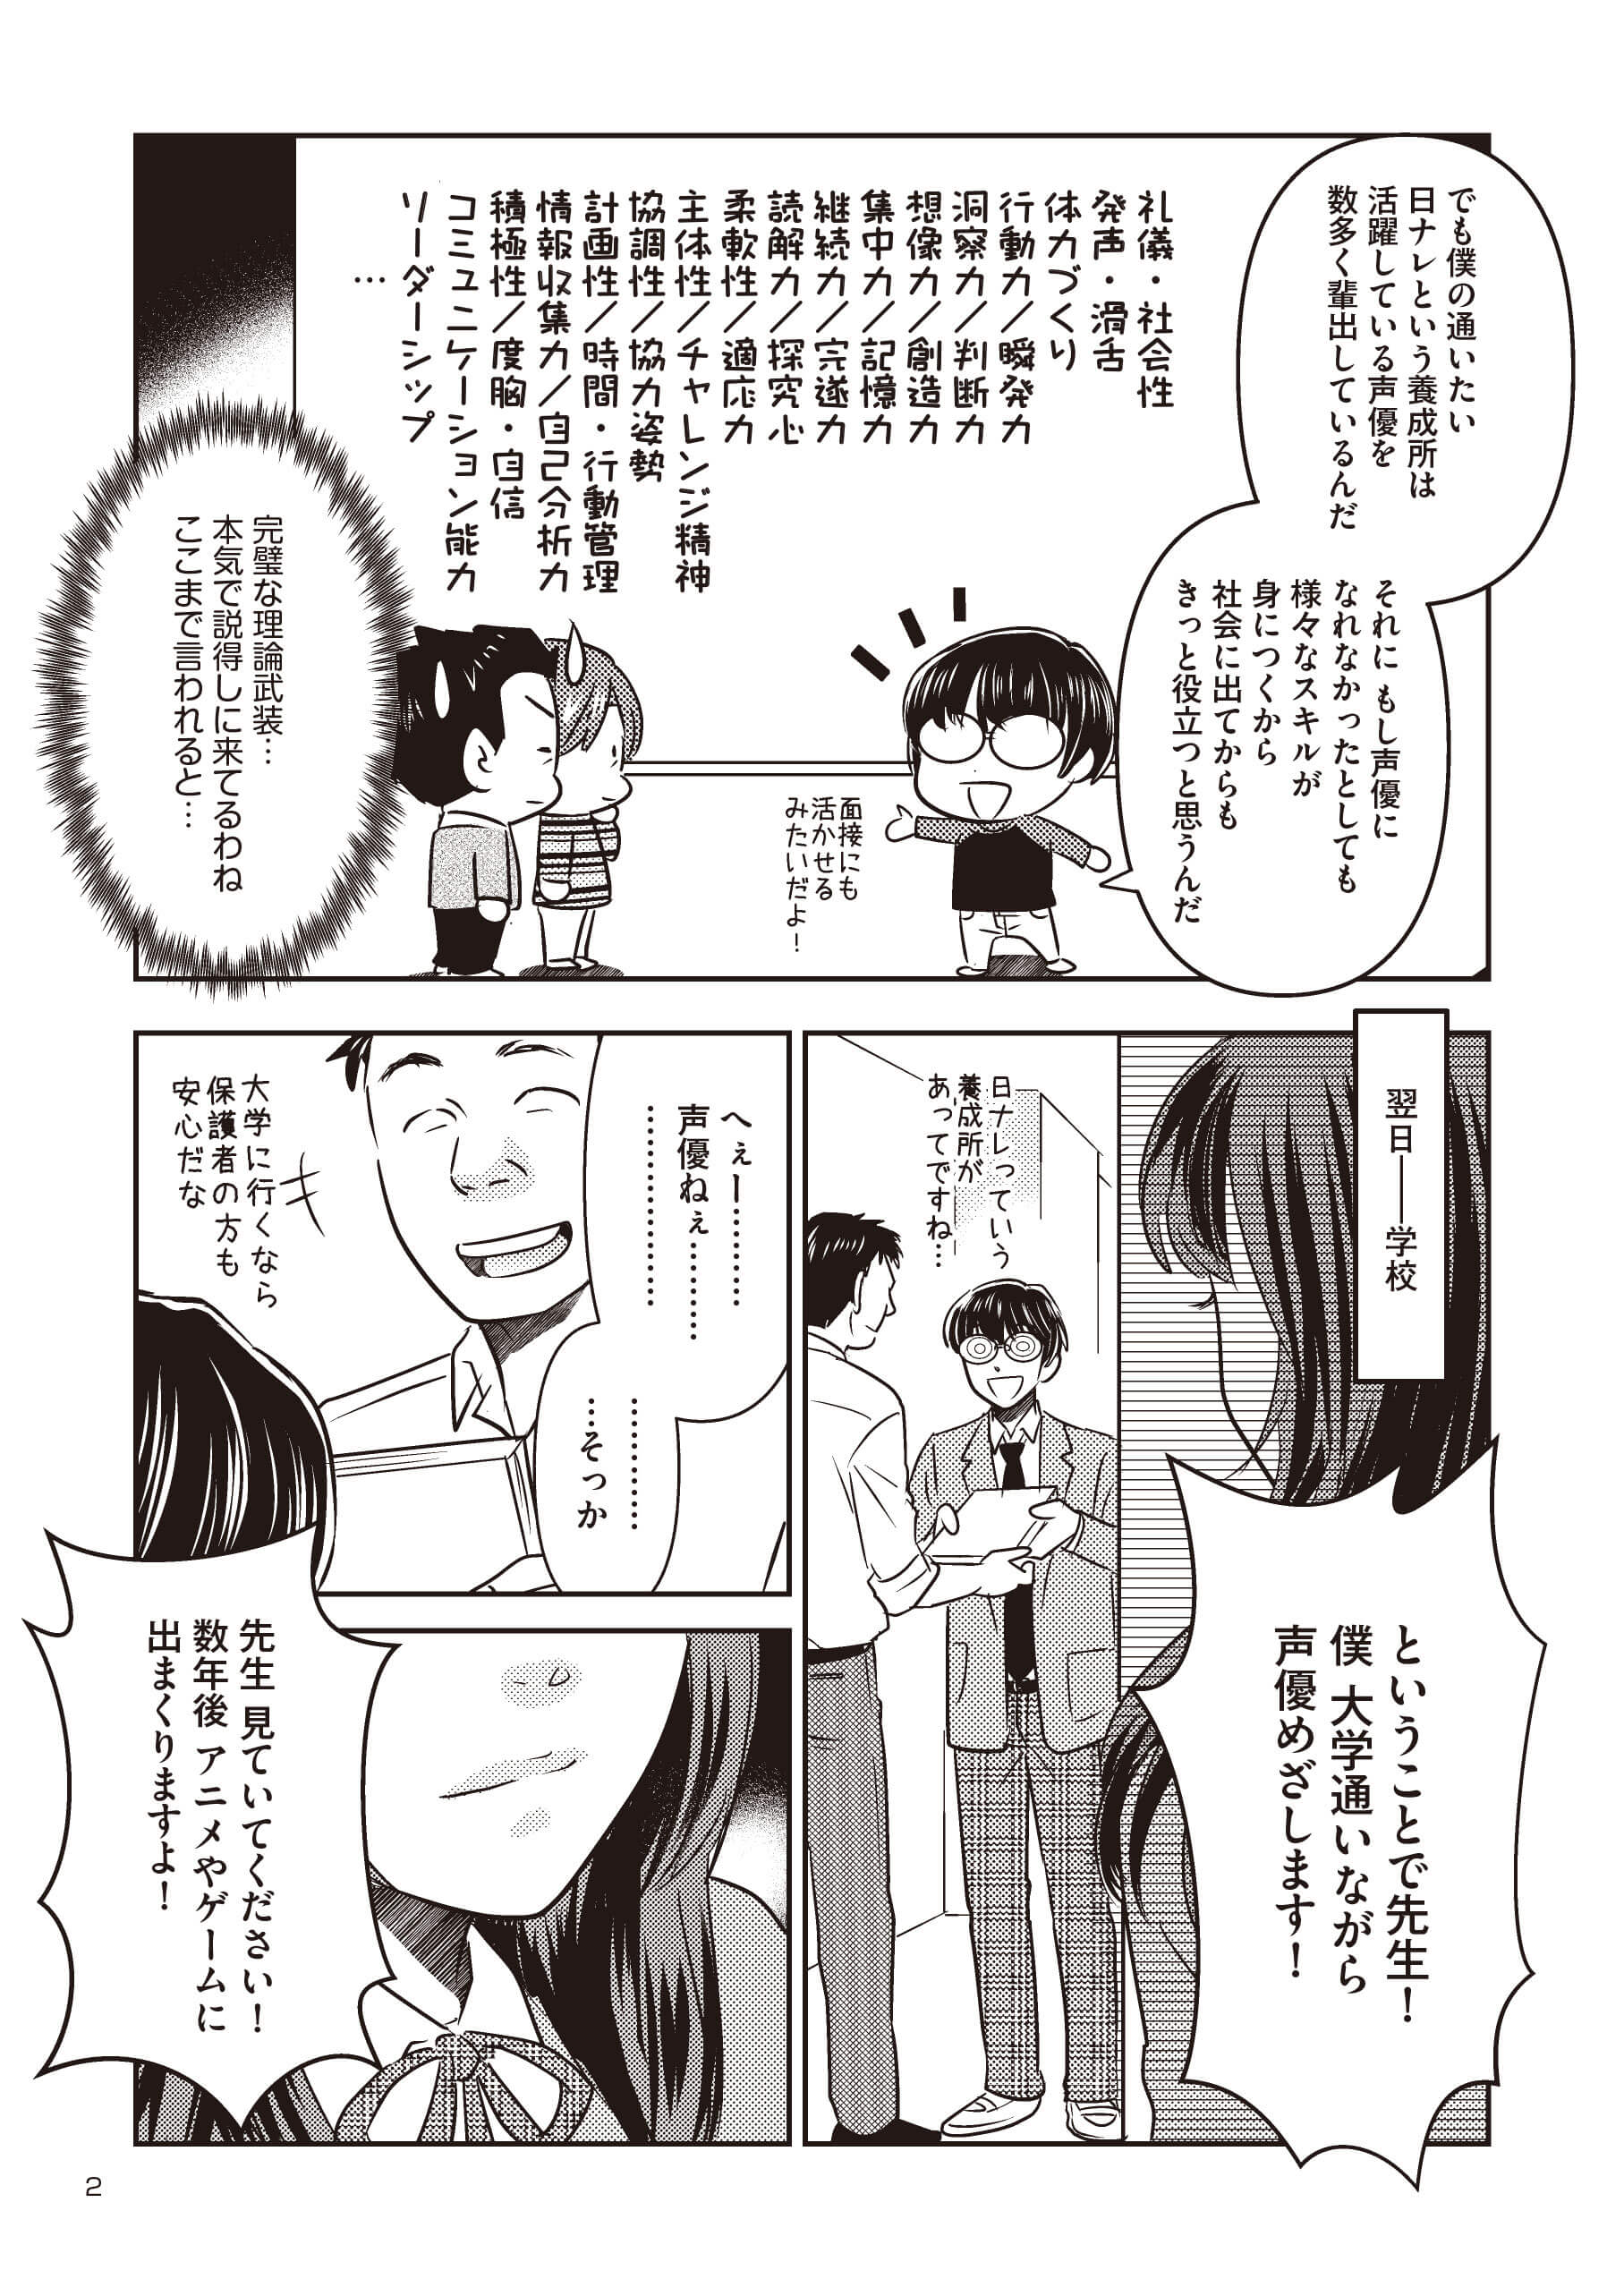 でも僕の通いたい
日ナレという養成所は
活躍している声優を
数多く輩出しているんだ
それに もし声優に
なれなかったとしても
様々なスキルが
身につくから
社会に出てからも
きっと役立つと思うんだ
礼儀・社会性
発声・滑舌
体力づくり
行動力/瞬発力
洞察力/判断力
想像力/創造力
集中力/記憶力
継続力/完遂力
読解力/探究心
柔軟性/適応力
主体性/チャレンジ精神
協調性/協力姿勢
計画性/時間・行動管理
情報収集力/自己分析力
積極性/度胸・自信
コミュニケーション能力
リーダーシップ
…
面接にも
活かせる
みたいだよ!
完璧な理論武装…
本気で説得しに来てるわね
ここまで言われると…
翌日――学校
ということで先生!
僕 大学通いながら
声優めざします!
日ナレっていう
養成所が
あってですね…
へぇー…………
声優ねぇ…………
…………………
…………
…そっか
大学に行くなら
保護者の方も
安心だな
先生 見ていてください!
数年後 アニメやゲームに
出まくりますよ!
2